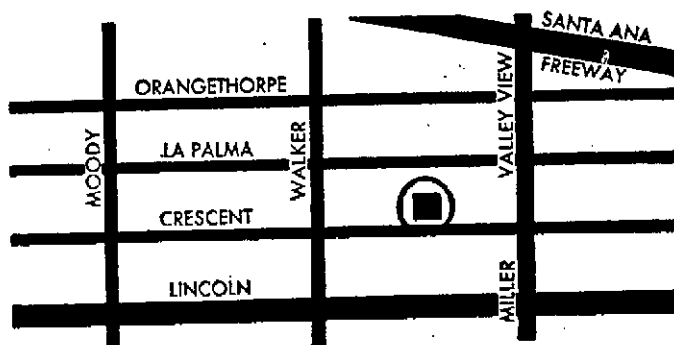 SANTA ANA
FREEWAY
ORANGETHORPE
VALLEY VIEW
LA PALMA
WALKER
MOODY
CRESCENT
LINCOLN
MILLER